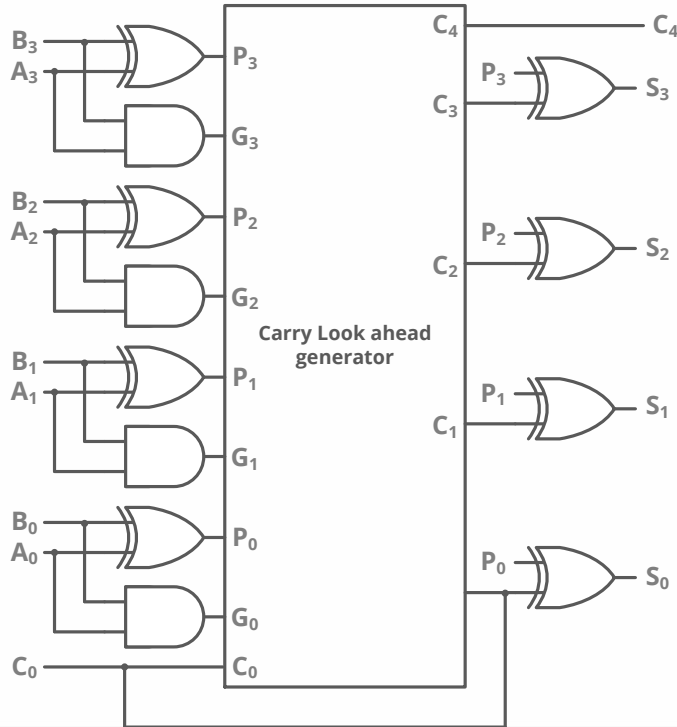 B₃
A₃
P₃
G₃
B₂
A₂
P₂
G₂
B₁
A₁
P₁
G₁
B₀
A₀
P₀
G₀
C₀
C₀
Carry Look ahead
generator
C₄
C₄
P₃
C₃
S₃
P₂
C₂
S₂
P₁
C₁
S₁
P₀
S₀